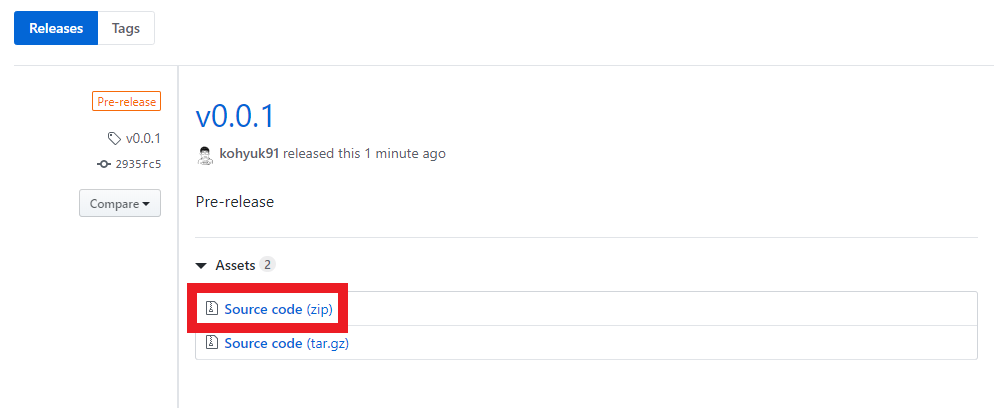 Releases Tags
Pre-release
v0.0.1
2935fc5
Compare
v0.0.1
kohyuk91 released this 1 minute ago
Pre-release
Assets 2
Source code (zip)
Source code (tar.gz)